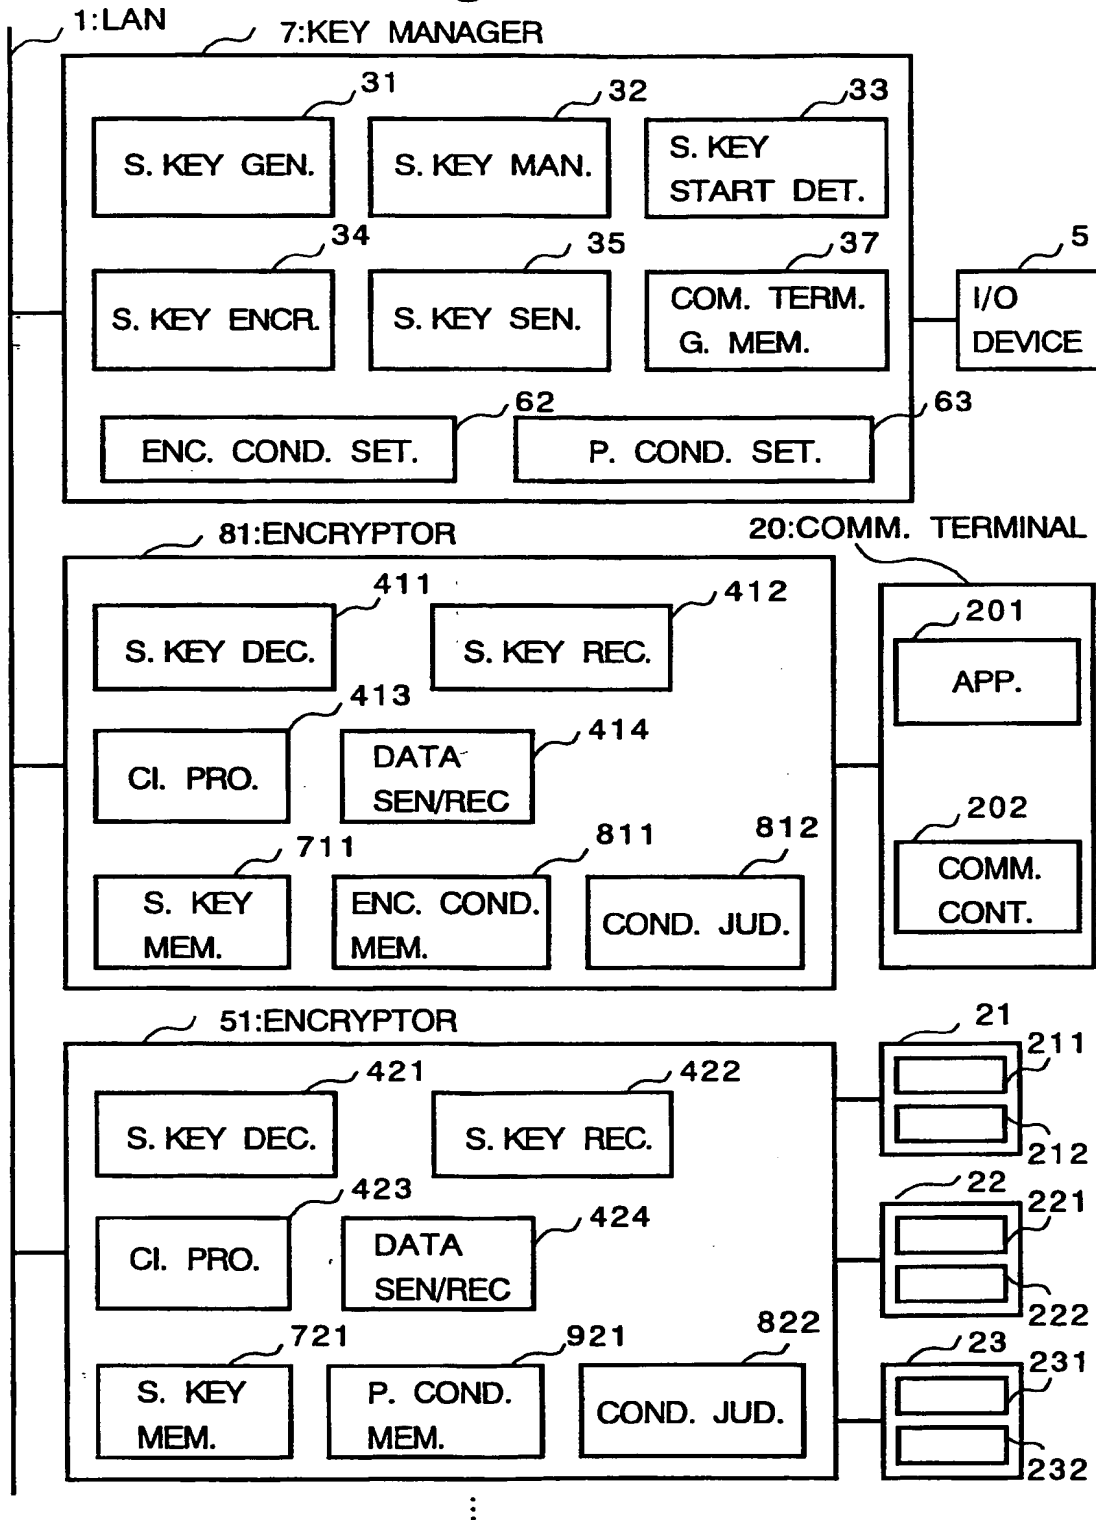 1:LAN
7:KEY MANAGER
31
32
33
S. KEY GEN.
S. KEY MAN.
S. KEY
START DET.
34
35
37
5
S. KEY ENCR.
S. KEY SEN.
COM. TERM.
G. MEM.
I/O
DEVICE
62
63
ENC. COND. SET.
P. COND. SET.
81:ENCRYPTOR
20:COMM. TERMINAL
411
412
201
S. KEY DEC.
S. KEY REC.
APP.
413
414
CI. PRO.
DATA
SEN/REC
202
711
811
812
COMM.
CONT.
S. KEY
MEM.
ENC. COND.
MEM.
COND. JUD.
51:ENCRYPTOR
21
211
421
422
212
S. KEY DEC.
S. KEY REC.
22
221
423
424
CI. PRO.
DATA
SEN/REC
222
721
921
822
23
231
S. KEY
MEM.
P. COND.
MEM.
COND. JUD.
232